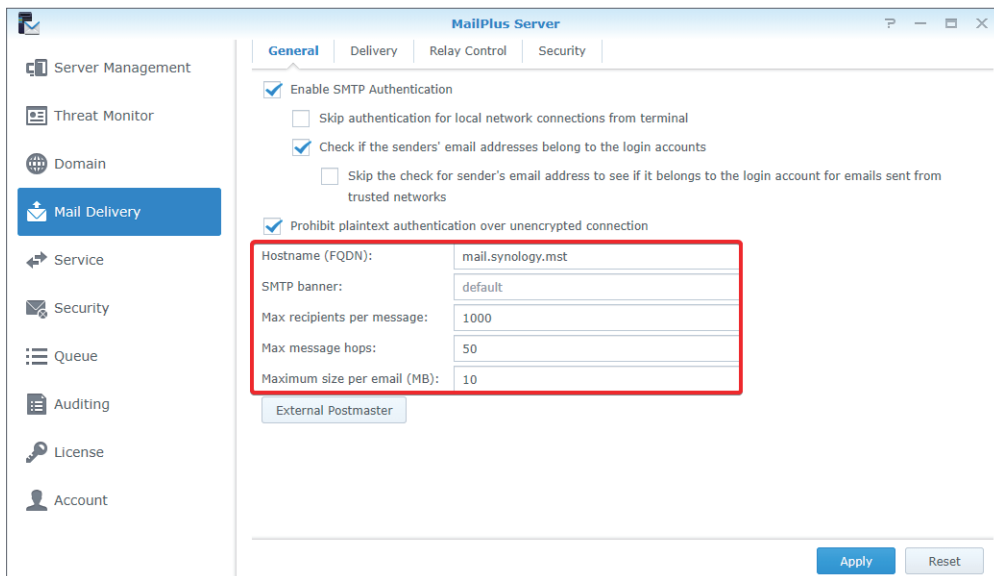 MailPlus Server
Server Management
Threat Monitor
Domain
Mail Delivery
Service
Security
Queue
Auditing
License
Account
General Delivery Relay Control Security
Enable SMTP Authentication
Skip authentication for local network connections from terminal
Check if the senders' email addresses belong to the login accounts
Skip the check for sender's email address to see if it belongs to the login account for emails sent from
trusted networks
Prohibit plaintext authentication over unencrypted connection
Hostname (FQDN): mail.synology.mst
SMTP banner: default
Max recipients per message: 1000
Max message hops: 50
Maximum size per email (MB): 10
External Postmaster
Apply Reset